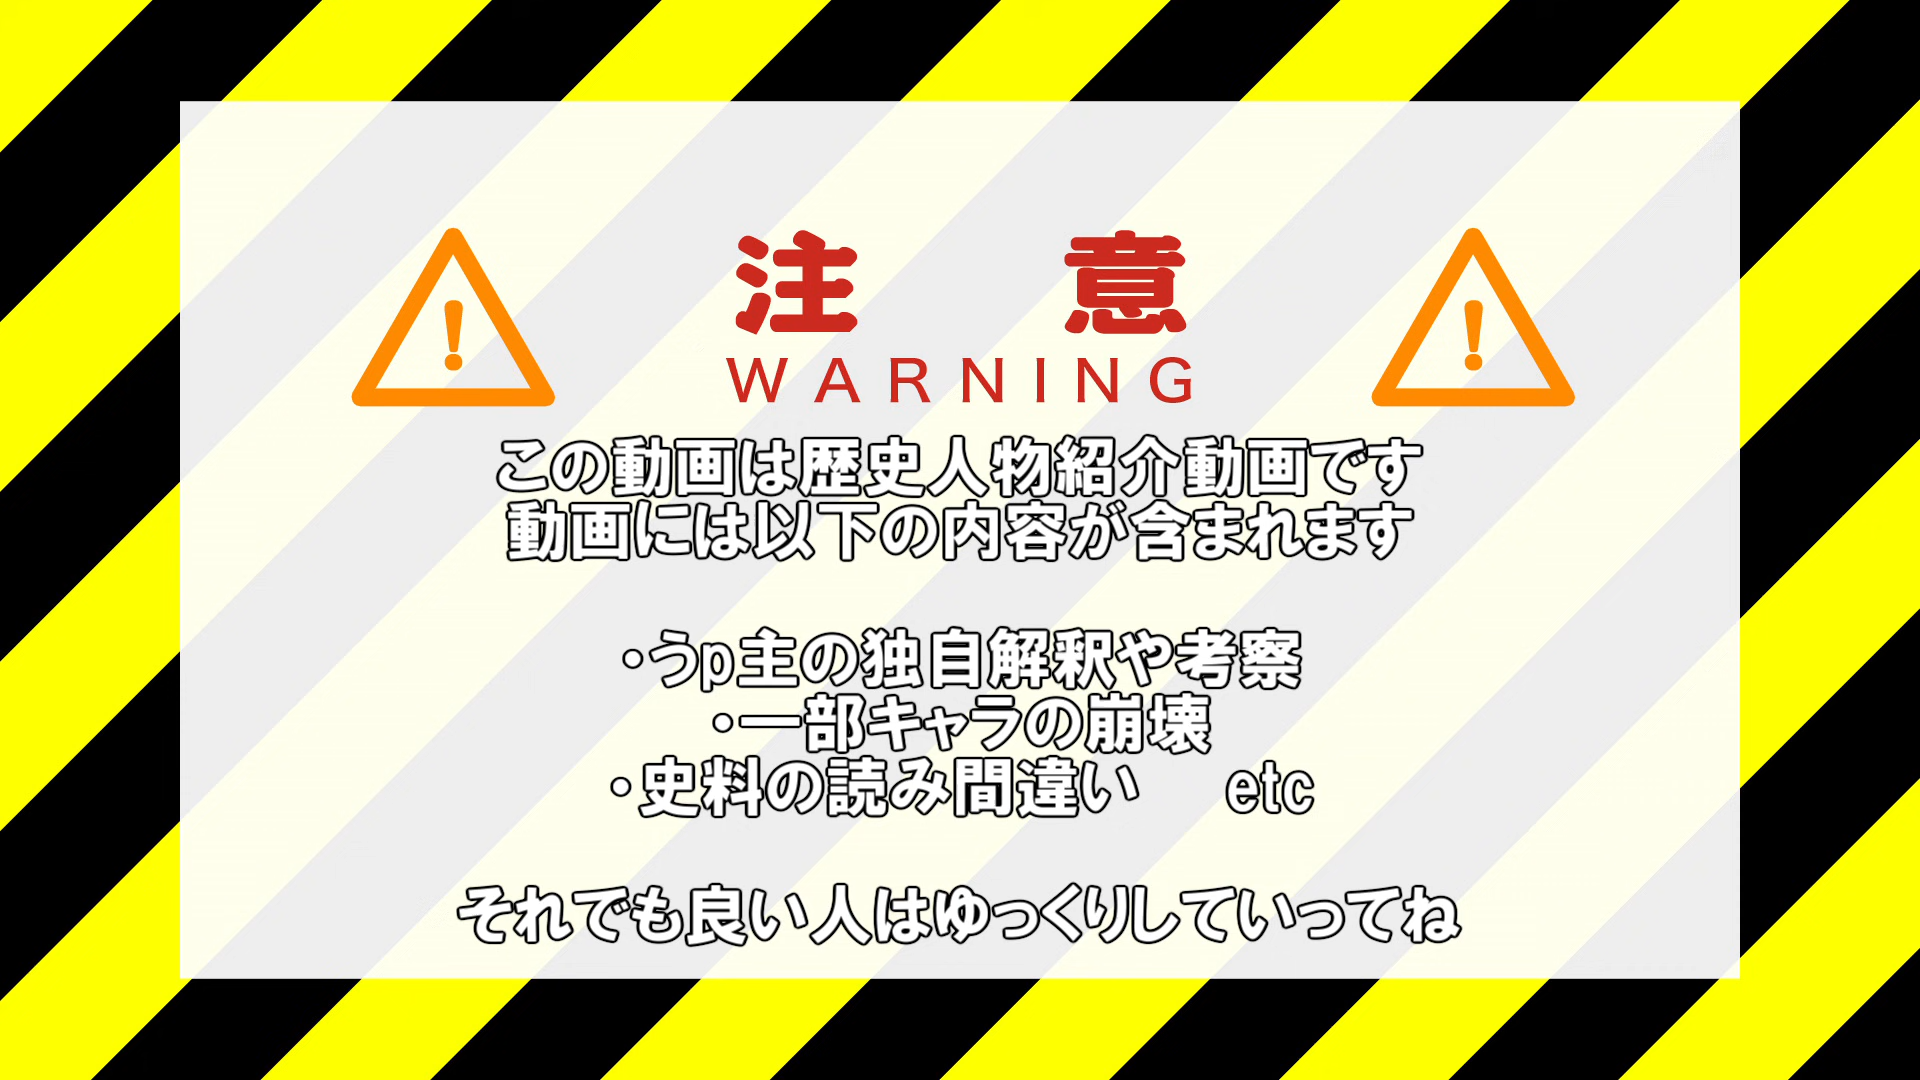 注 意
WARNING
この動画は歴史人物紹介動画です
動画には以下の内容が含まれます
・うp主の独自解釈や考察
・一部キャラの崩壊
・史料の読み間違い etc
それでも良い人はゆっくりしていってね